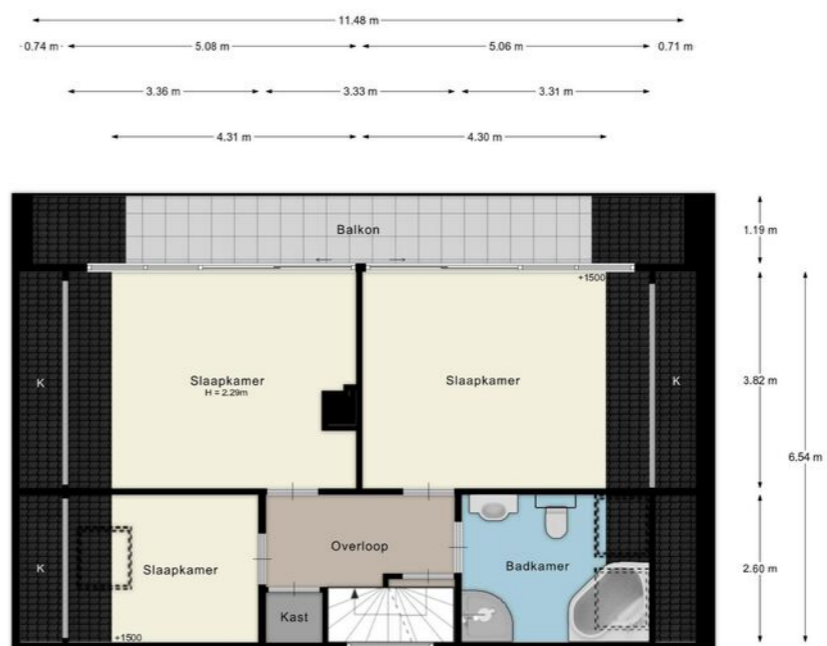 11.48 m
0.74 m 5.08 m 5.06 m 0.71 m
3.36 m 3.33 m 3.31 m
4.31 m 4.30 m
Balkon
1.19 m
+1500
Slaapkamer
H = 2.29m
Slaapkamer
K
K
3.82 m
6.54 m
Overloop
K
Slaapkamer
Badkamer
2.60 m
Kast
+1500